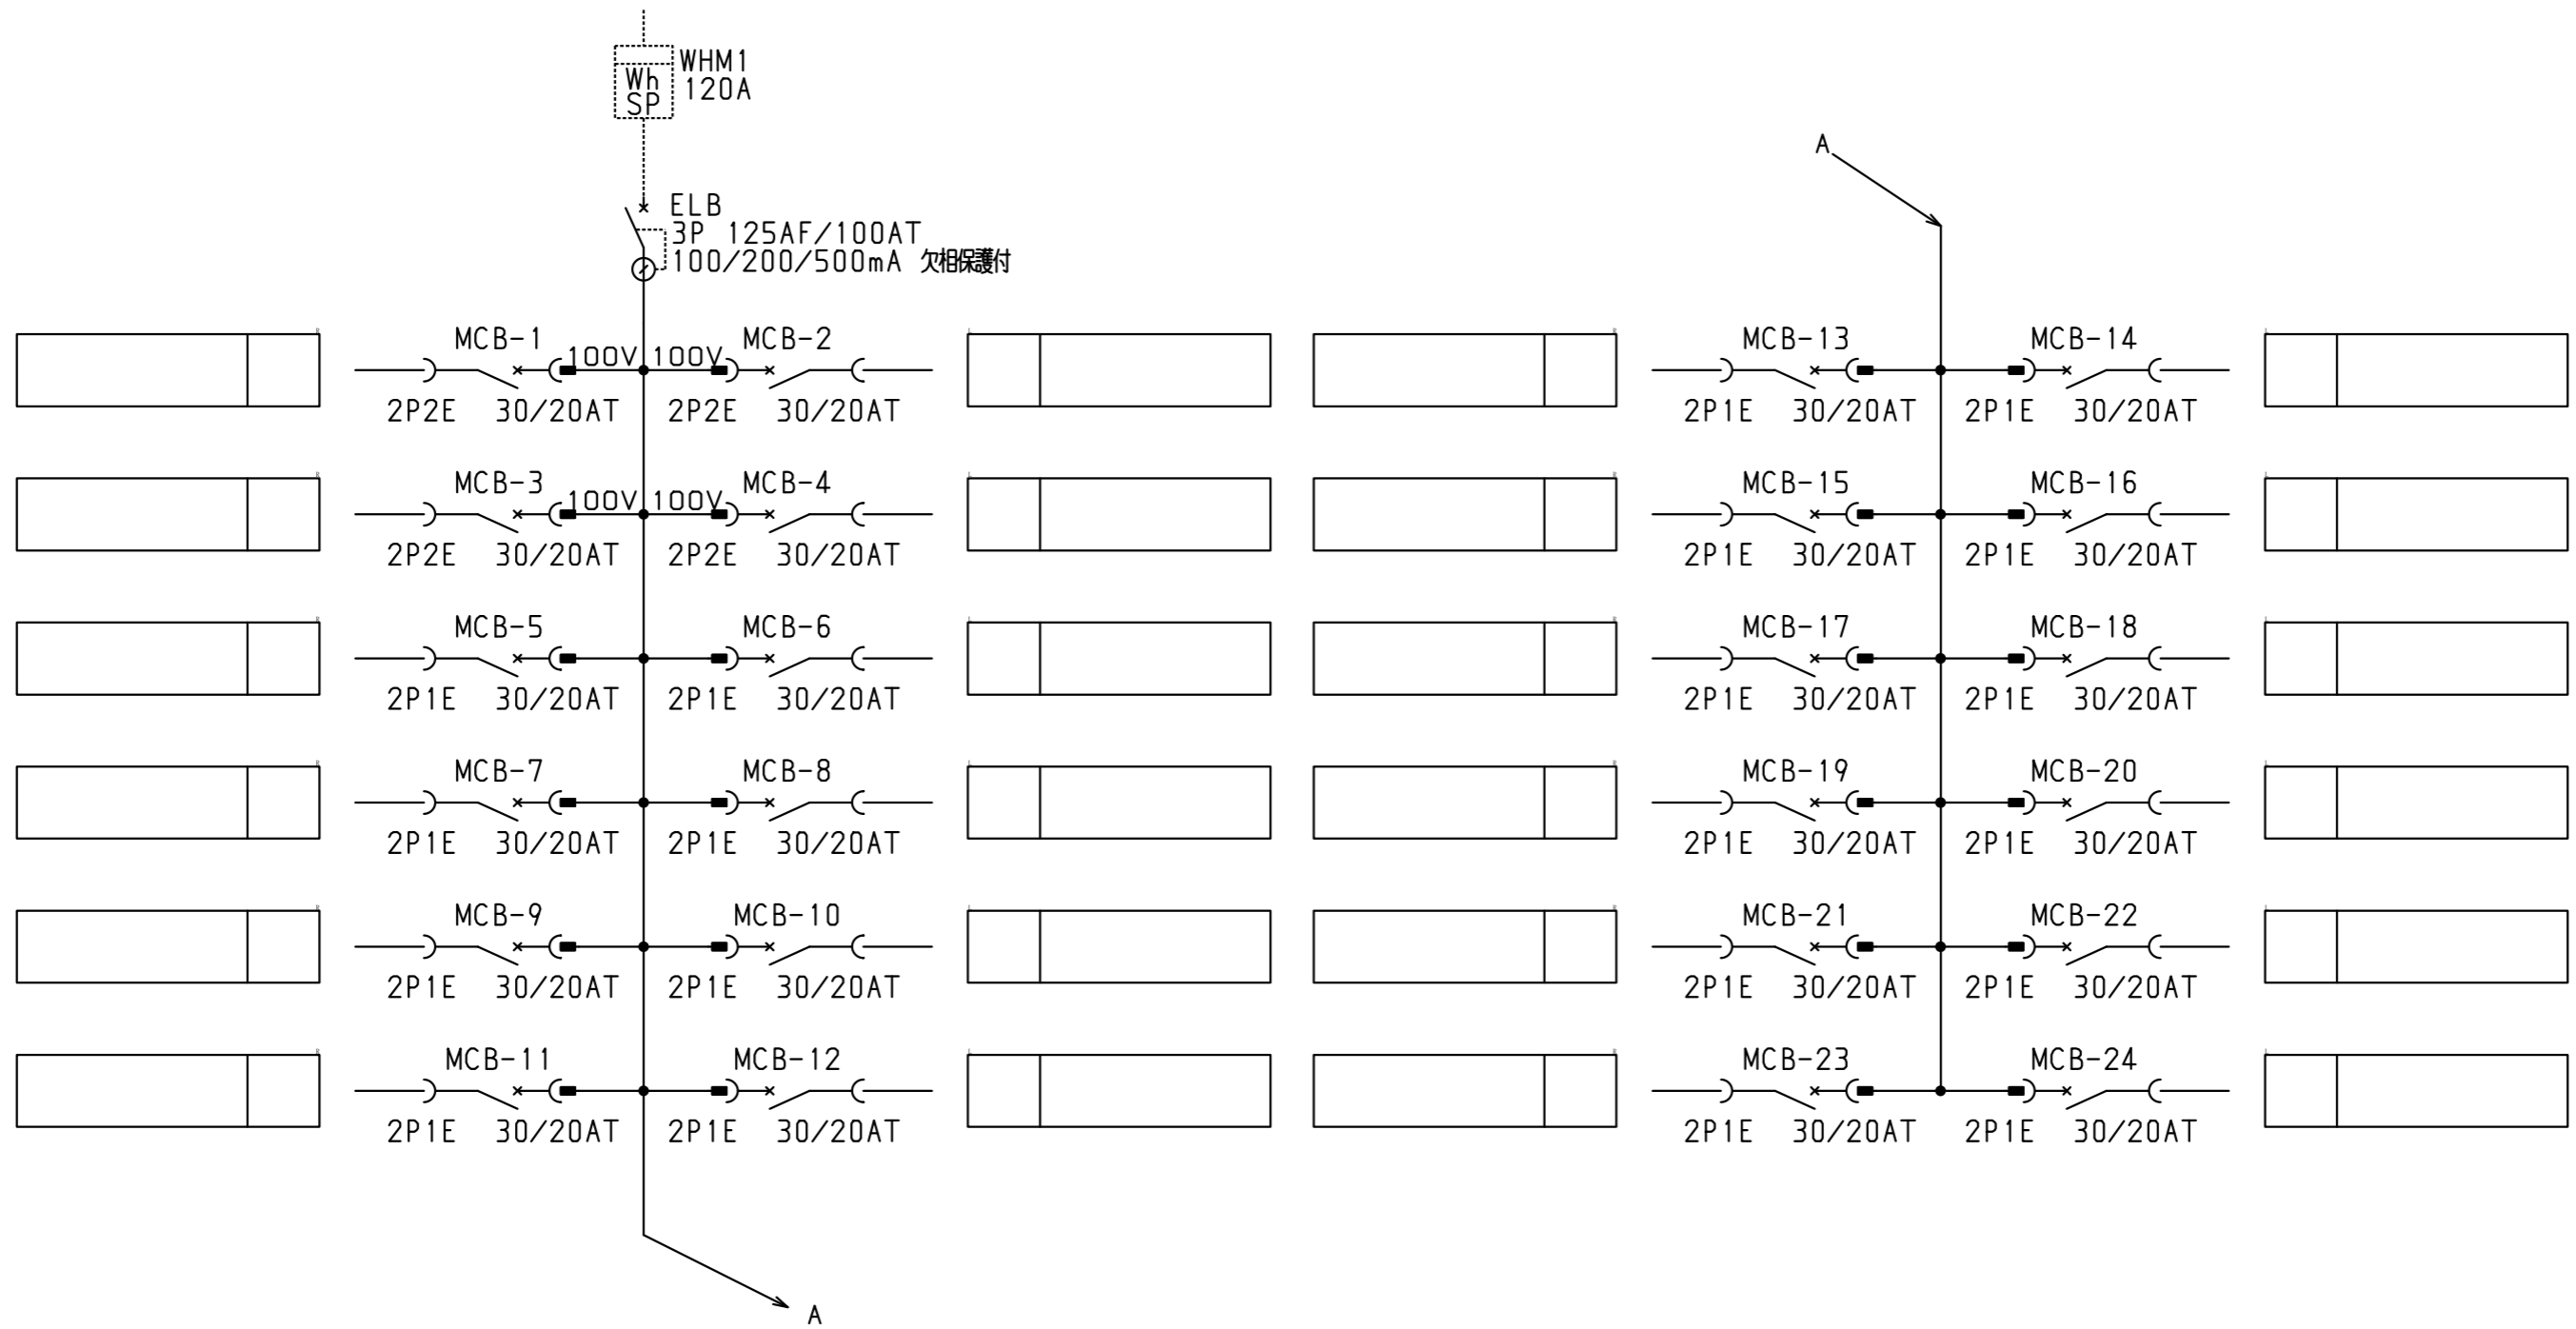 WHM1
120A
Wh
SP
A
ELB
3P 125AF/100AT
100/200/500mA 欠相保護付
MCB-1 100V 100V MCB-2
2P2E 30/20AT 2P2E 30/20AT
MCB-13 MCB-14
2P1E 30/20AT 2P1E 30/20AT
MCB-3 100V 100V MCB-4
2P2E 30/20AT 2P2E 30/20AT
MCB-15 MCB-16
2P1E 30/20AT 2P1E 30/20AT
MCB-5 MCB-6
2P1E 30/20AT 2P1E 30/20AT
MCB-17 MCB-18
2P1E 30/20AT 2P1E 30/20AT
MCB-7 MCB-8
2P1E 30/20AT 2P1E 30/20AT
MCB-19 MCB-20
2P1E 30/20AT 2P1E 30/20AT
MCB-9 MCB-10
2P1E 30/20AT 2P1E 30/20AT
MCB-21 MCB-22
2P1E 30/20AT 2P1E 30/20AT
MCB-11 MCB-12
2P1E 30/20AT 2P1E 30/20AT
MCB-23 MCB-24
2P1E 30/20AT 2P1E 30/20AT
A